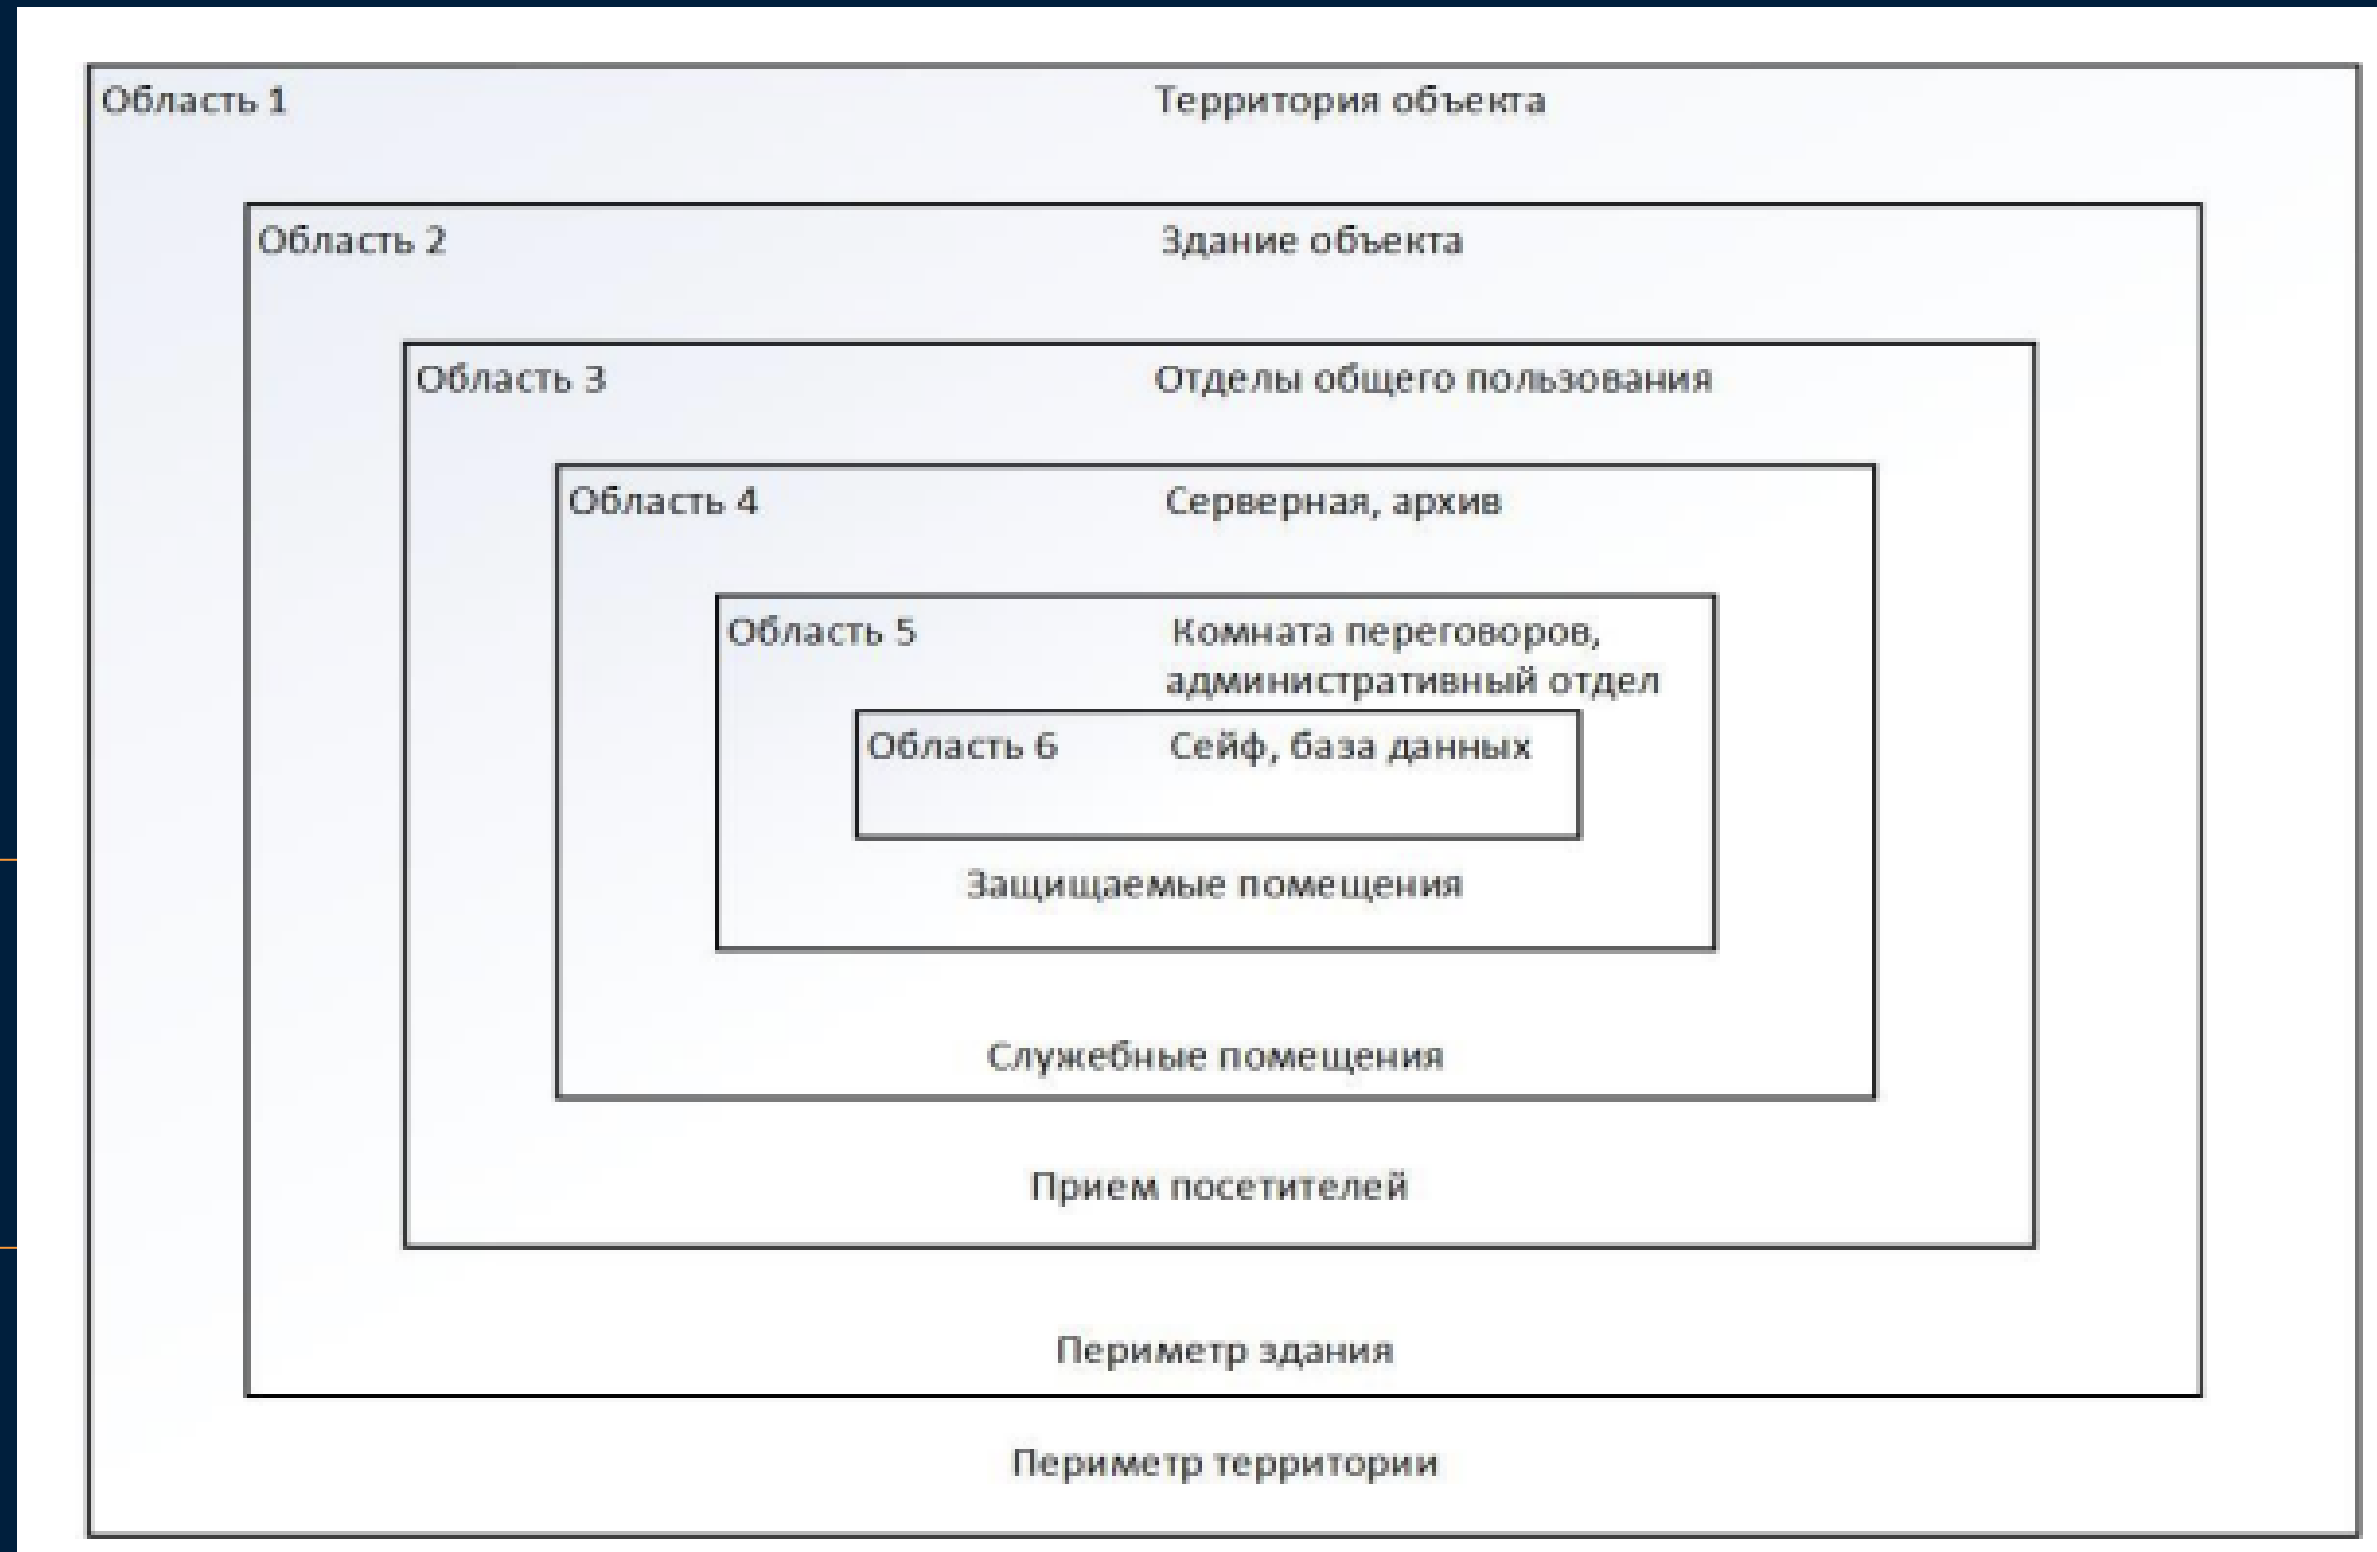 Область 1 Территория объекта
Область 2 Здание объекта
Область 3 Отделы общего пользования
Область 4 Серверная, архив
Область 5 Комната переговоров,
административный отдел
Область 6 Сейф, база данных
Защищаемые помещения
Служебные помещения
Прием посетителей
Периметр здания
Периметр территории